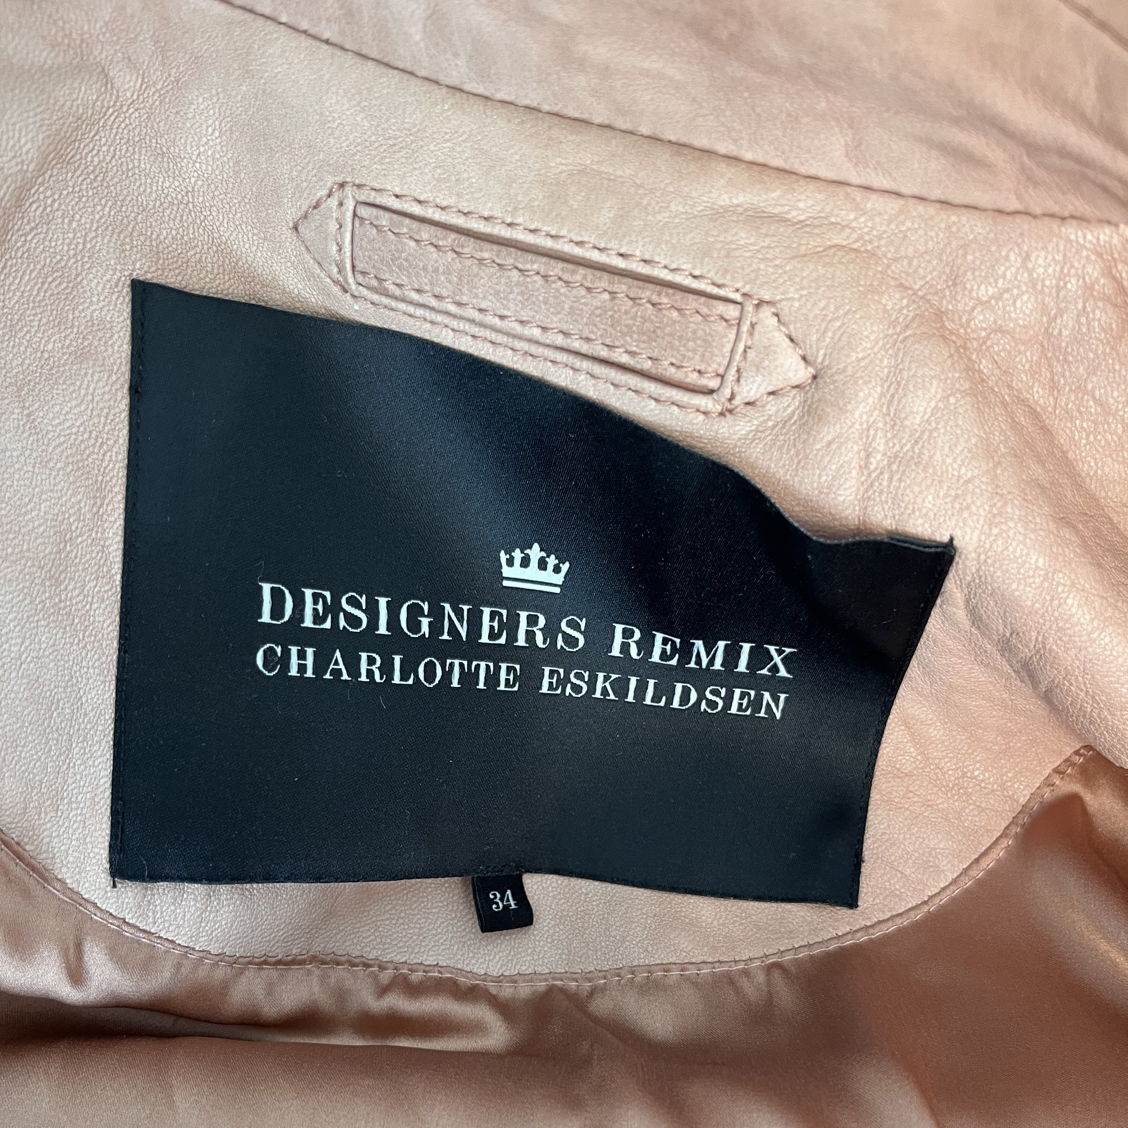 DESIGNERS REMIX
CHARLOTTE ESKILDSEN
34